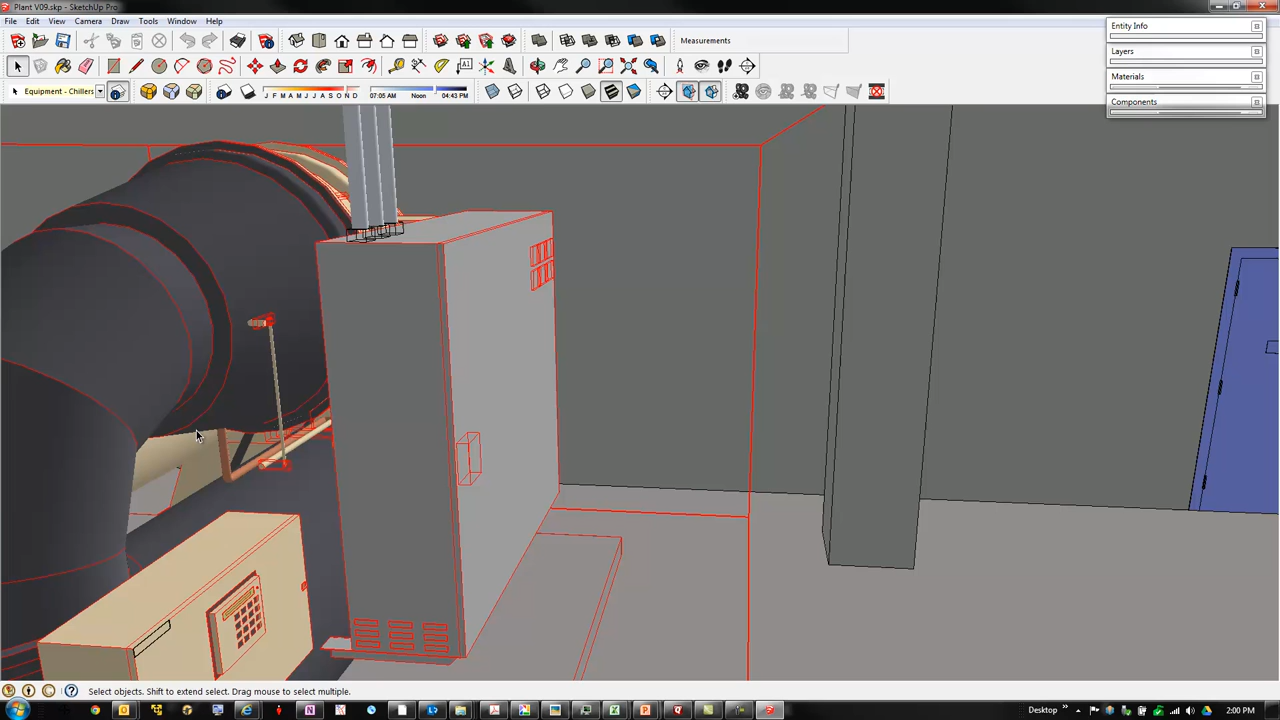 Plant V09.skp - SketchUp Pro
File Edit View Camera Draw Tools Window Help
Measurements
Equipment - Chillers
J F M A M J J A S O N D
07:05 AM Noon 04:43 PM
Entity Info
Layers
Materials
Components
Select objects. Shift to extend select. Drag mouse to select multiple.
Desktop
2:00 PM